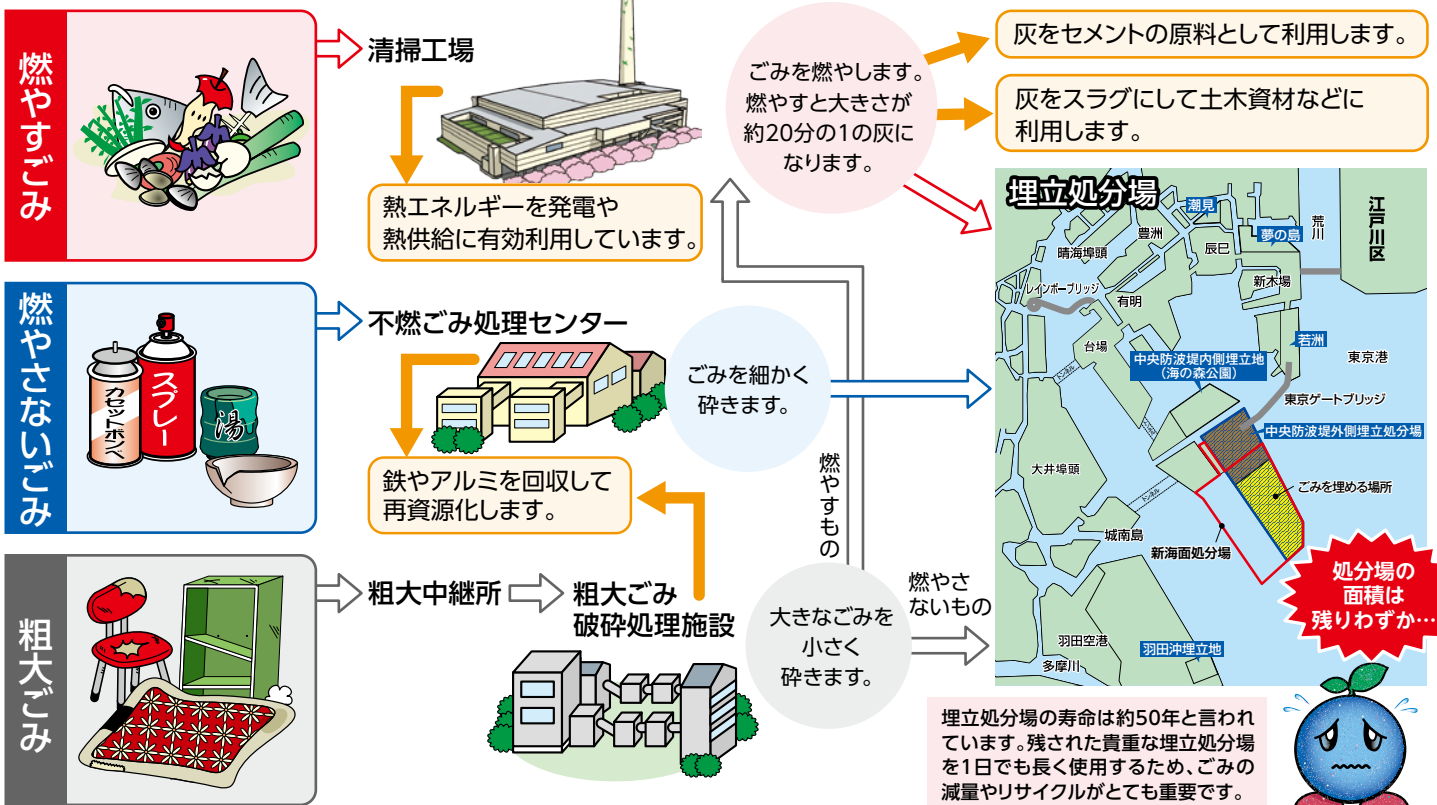 燃やすごみ
清掃工場
熱エネルギーを発電や
熱供給に有効利用しています。
ごみを燃やします。
燃やすと大きさが
約20分の1の灰に
なります。
灰をセメントの原料として利用します。
灰をスラグにして土木資材などに
利用します。
燃やさないごみ
カセットボンベ
スプレー
湯
不燃ごみ処理センター
鉄やアルミを回収して
再資源化します。
ごみを細かく
砕きます。
粗大ごみ
粗大中継所
粗大ごみ
破砕処理施設
大きなごみを
小さく
砕きます。
燃やすもの
燃やさ
ないもの
埋立処分場
潮見
豊洲
晴海埠頭
辰巳
夢の島
荒川
江戸川区
新木場
レインボーブリッジ
有明
台場
若洲
東京港
中央防波堤内側埋立地
(海の森公園)
トンネル
東京ゲートブリッジ
中央防波堤外側埋立処分場
大井埠頭
ごみを埋める場所
トンネル
城南島
新海面処分場
羽田空港
羽田沖埋立地
多摩川
処分場の
面積は
残りわずか…
埋立処分場の寿命は約50年と言われ
ています。残された貴重な埋立処分場
を1日でも長く使用するため、ごみの
減量やリサイクルがとても重要です。